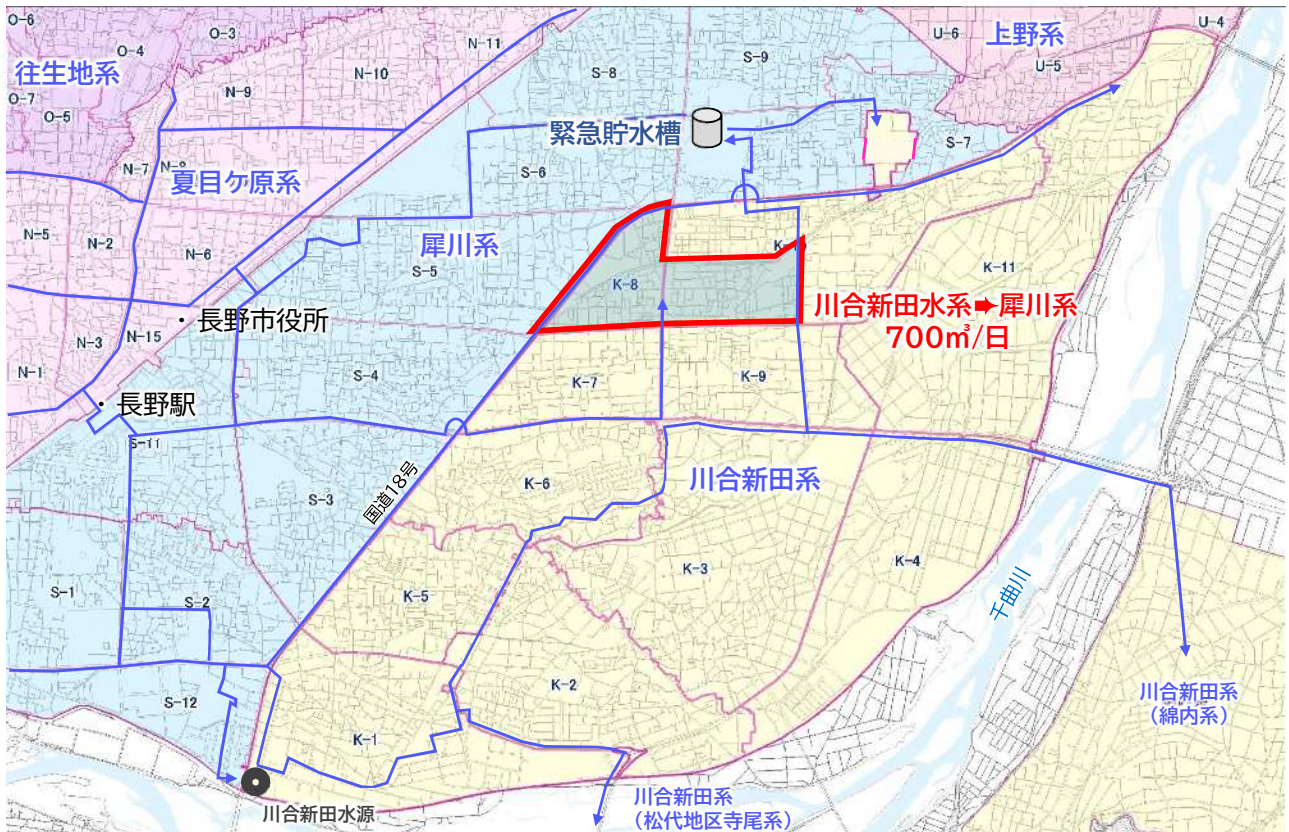 O-6
O-4
O-3
往生地系
O-7
O-5
N-11
N-10
N-9
U-4
U-6
上野系
U-5
S-9
S-8
緊急貯水槽
S-7
S-6
N-7
夏目ケ原系
N-5
N-2
N-6
犀川系
S-5
K-8
K-11
川合新田水系➡犀川系
700㎥/日
・長野市役所
N-3
N-15
N-1
・長野駅
S-4
K-7
K-9
S-11
S-3
国道18号
K-6
川合新田系
K-3
K-4
千曲川
S-1
S-2
K-5
S-12
K-2
K-1
川合新田水源
川合新田系
(松代地区寺尾系)
川合新田系
(綿内系)